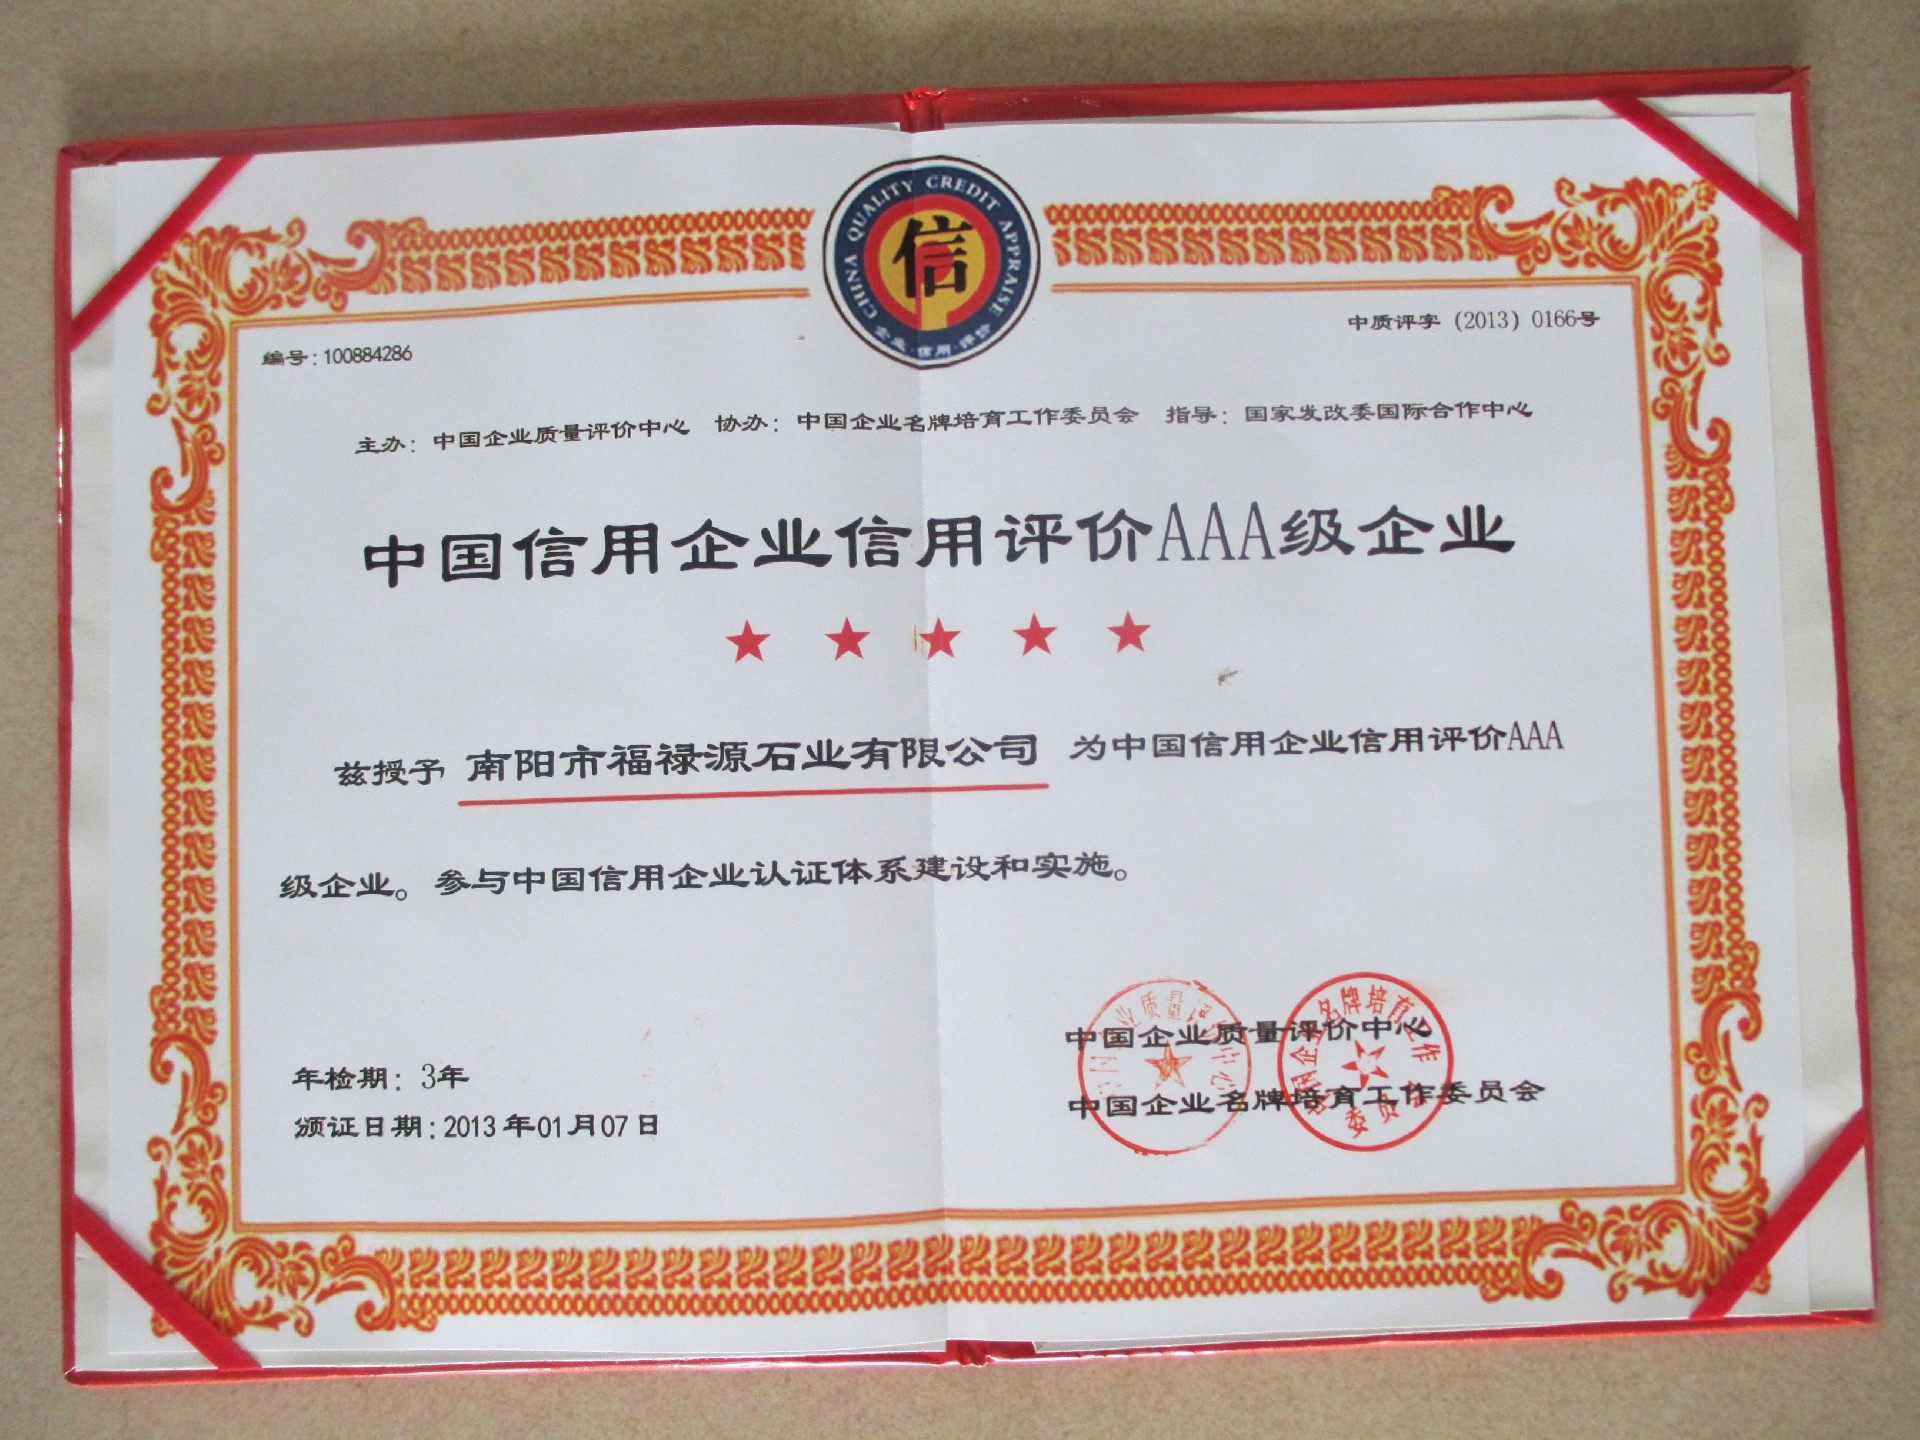 CHINA QUALITY CREDIT APPRAISE
信
企业·信用·评价
中质评字（2013）0166号
编号：100884286
主办：中国企业质量评价中心 协办：中国企业名牌培育工作委员会 指导：国家发改委国际合作中心
中国信用企业信用评价AAA级企业
兹授予 南阳市福禄源石业有限公司 为中国信用企业信用评价AAA
级企业。参与中国信用企业认证体系建设和实施。
中国企业质量评价中心
中国企业名牌培育工作委员会
年检期：3年
颁证日期：2013年01月07日